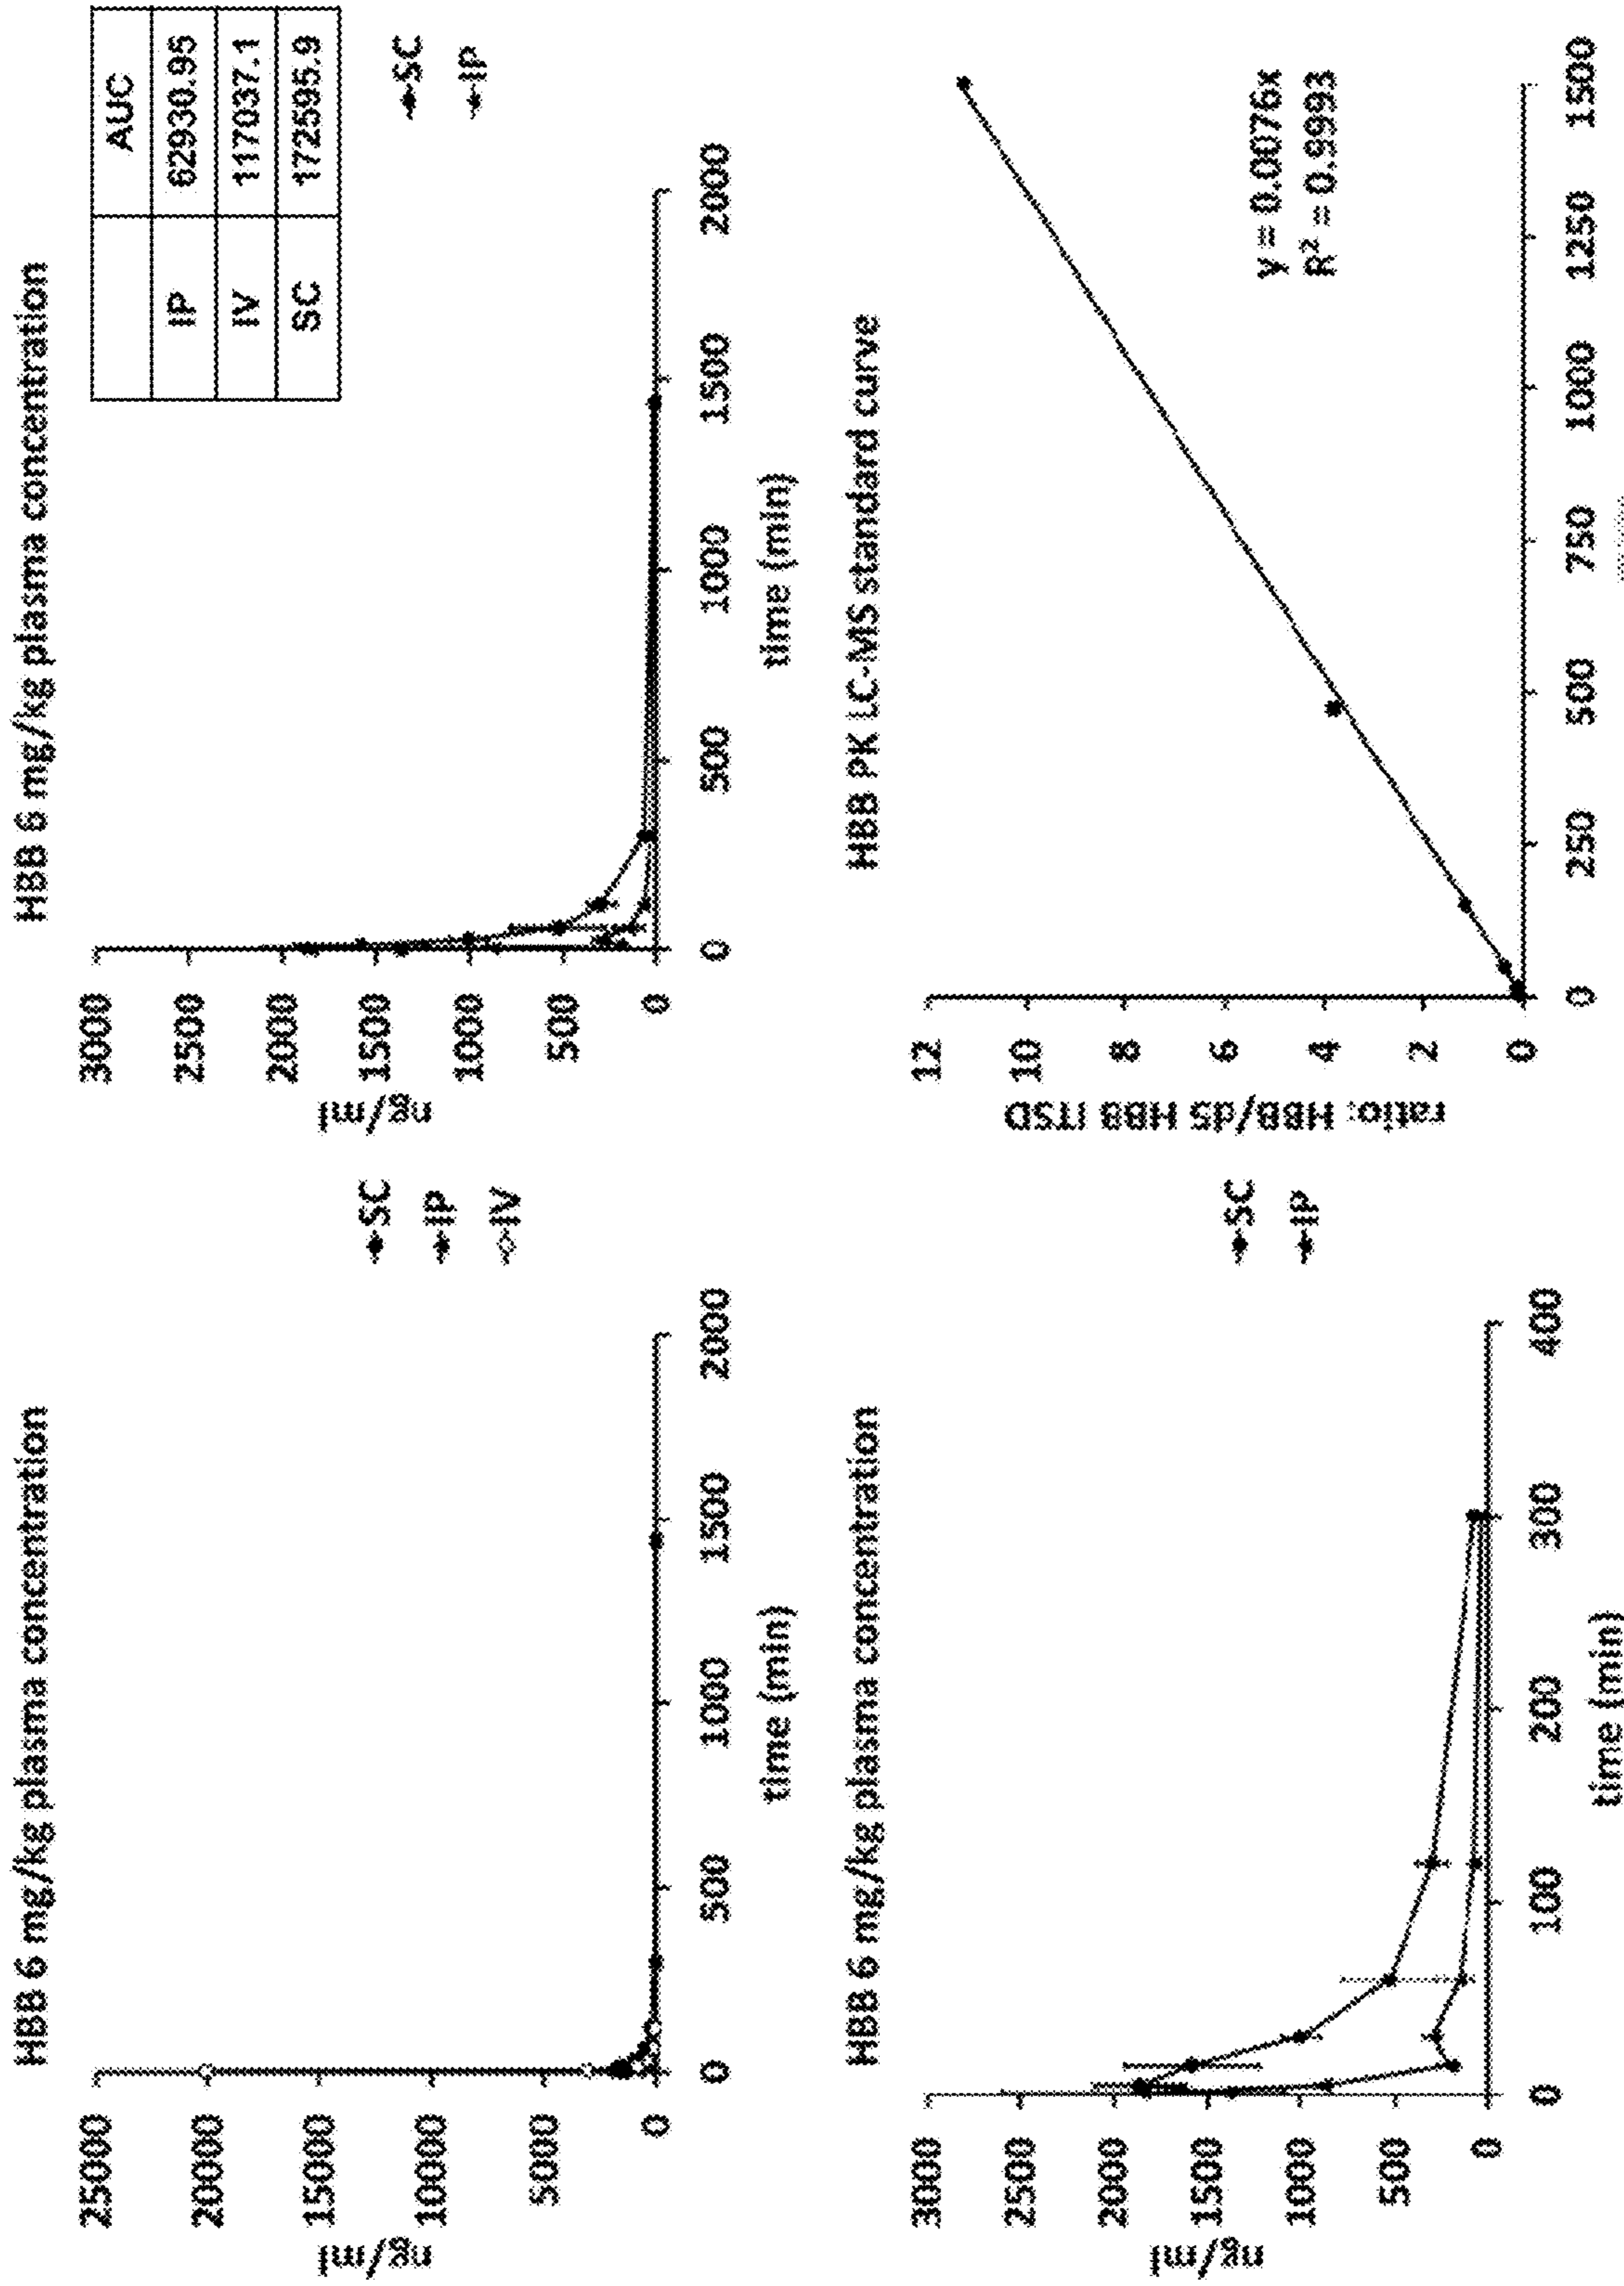 HBB 6 mg/kg plasma concentration
25000
20000
15000
10000
5000
0
ng/ml
0
500
1000
1500
2000
time (min)
SC
IP
IV
HBB 6 mg/kg plasma concentration
3000
2500
2000
1500
1000
500
0
ng/ml
0
500
1000
1500
2000
time (min)
AUC
IP 62930.95
IV 117037.1
SC 172595.9
SC
IP
HBB 6 mg/kg plasma concentration
3000
2500
2000
1500
1000
500
0
ng/ml
0
100
200
300
400
time (min)
SC
IP
HBB PK LC-MS standard curve
12
10
8
6
4
2
0
ratio: HBB/d5 HBB ITSD
0
250
500
750
1000
1250
1500
y = 0.0076x
R² = 0.9993